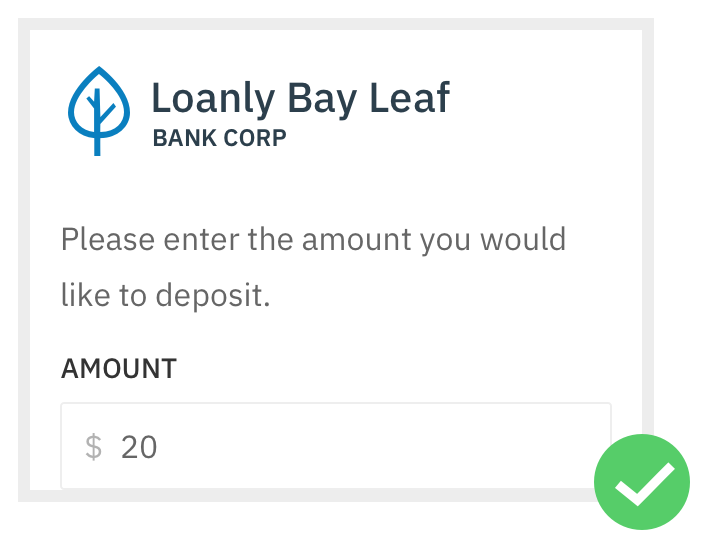 Loanly Bay Leaf
BANK CORP
Please enter the amount you would
like to deposit.
AMOUNT
$ 20